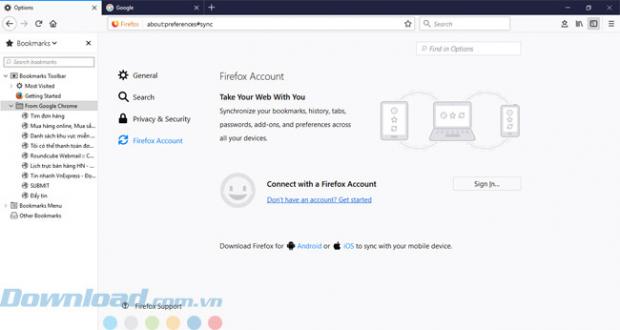 Options
Google
Firefox
about:preferences#sync
Search
Bookmarks
Search bookmarks
Bookmarks Toolbar
Most Visited
Getting Started
From Google Chrome
Tìm đơn hàng
Mua hàng online, Mua sắ...
Danh sách khu vực miễn ...
Tôi có thể thanh toán đơ...
Roundcube Webmail :: C...
Lịch trực bán hàng HN - ...
Tin nhanh VnExpress - Đọ...
SUBMIT
Đẩy tin
Bookmarks Menu
Other Bookmarks
Find in Options
General
Search
Privacy & Security
Firefox Account
Firefox Account
Take Your Web With You
Synchronize your bookmarks, history, tabs,
passwords, add-ons, and preferences across
all your devices.
Connect with a Firefox Account
Don't have an account? Get started
Sign In...
Download Firefox for Android or iOS to sync with your mobile device.
Firefox Support
Download.com.vn